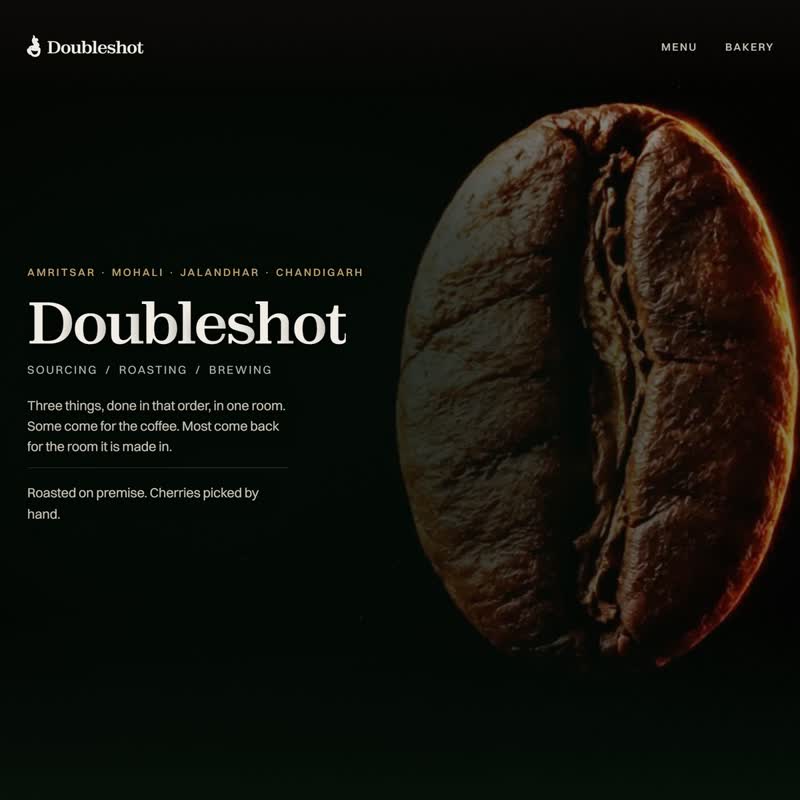 Doubleshot
MENU
BAKERY
AMRITSAR · MOHALI · JALANDHAR · CHANDIGARH
Doubleshot
SOURCING / ROASTING / BREWING
Three things, done in that order, in one room.
Some come for the coffee. Most come back
for the room it is made in.
Roasted on premise. Cherries picked by
hand.